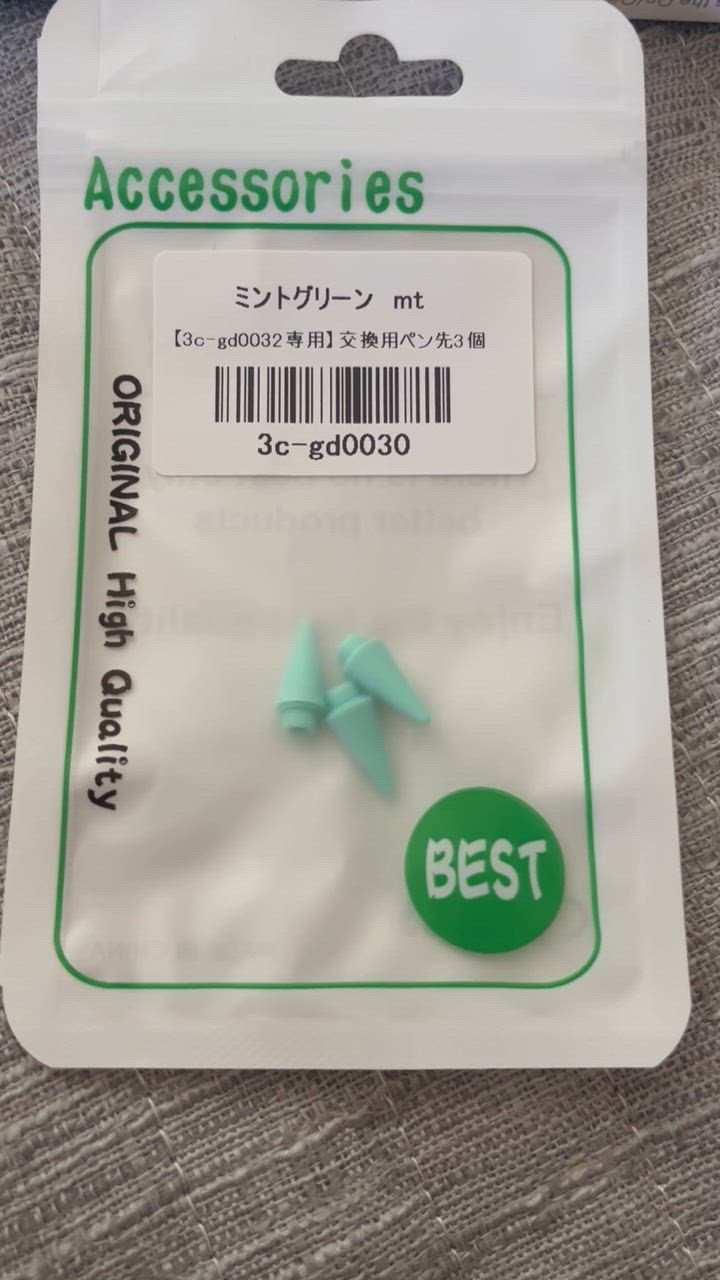 Accessories
ミントグリーン mt
【3c-gd0032専用】交換用ペン先3個
3c-gd0030
ORIGINAL High Quality
better products
BEST